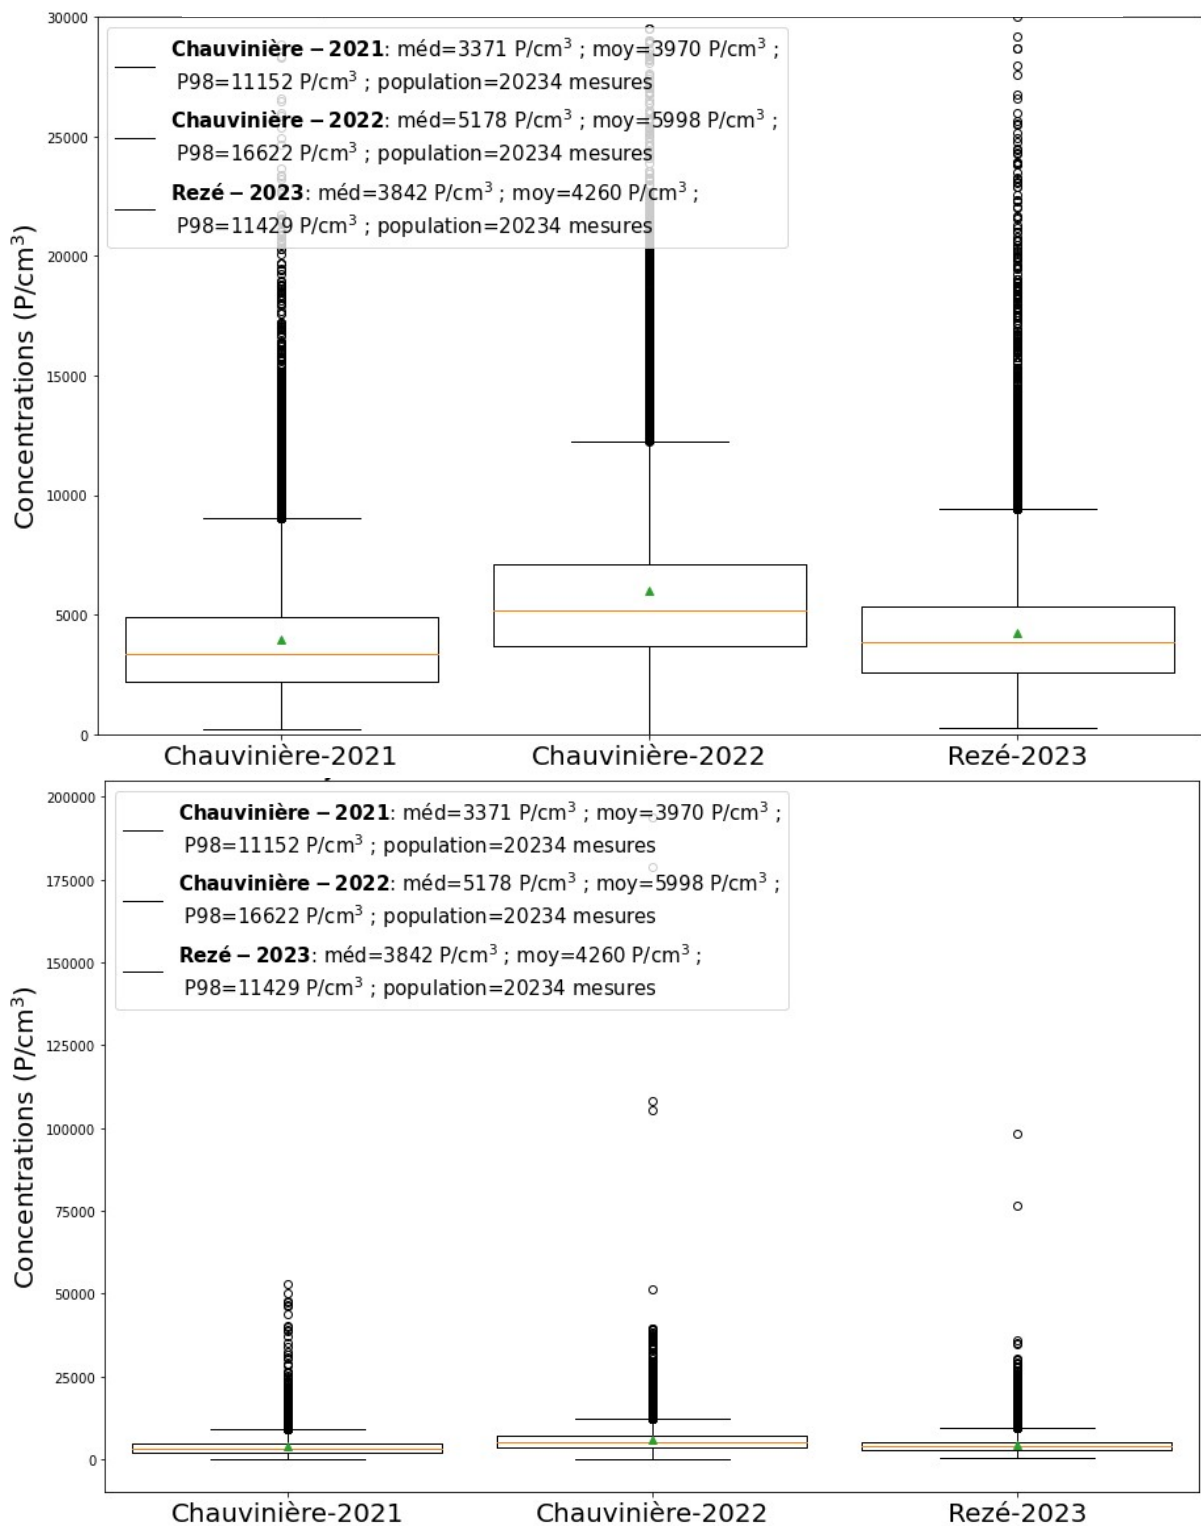 30000
25000
20000
15000
10000
5000
0
Concentrations (P/cm³)
Chauvinière – 2021: méd=3371 P/cm³ ; moy=3970 P/cm³ ;
P98=11152 P/cm³ ; population=20234 mesures
Chauvinière – 2022: méd=5178 P/cm³ ; moy=5998 P/cm³ ;
P98=16622 P/cm³ ; population=20234 mesures
Rezé – 2023: méd=3842 P/cm³ ; moy=4260 P/cm³ ;
P98=11429 P/cm³ ; population=20234 mesures
Chauvinière-2021 Chauvinière-2022 Rezé-2023
200000
175000
150000
125000
100000
75000
50000
25000
0
Concentrations (P/cm³)
Chauvinière – 2021: méd=3371 P/cm³ ; moy=3970 P/cm³ ;
P98=11152 P/cm³ ; population=20234 mesures
Chauvinière – 2022: méd=5178 P/cm³ ; moy=5998 P/cm³ ;
P98=16622 P/cm³ ; population=20234 mesures
Rezé – 2023: méd=3842 P/cm³ ; moy=4260 P/cm³ ;
P98=11429 P/cm³ ; population=20234 mesures
Chauvinière-2021 Chauvinière-2022 Rezé-2023